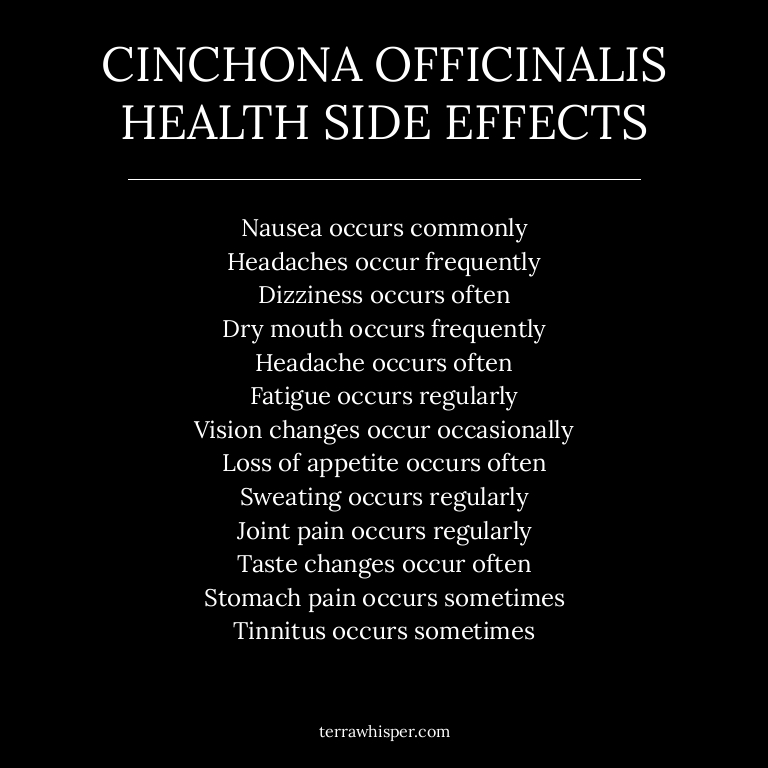 CINCHONA OFFICINALIS
HEALTH SIDE EFFECTS
Nausea occurs commonly
Headaches occur frequently
Dizziness occurs often
Dry mouth occurs frequently
Headache occurs often
Fatigue occurs regularly
Vision changes occur occasionally
Loss of appetite occurs often
Sweating occurs regularly
Joint pain occurs regularly
Taste changes occur often
Stomach pain occurs sometimes
Tinnitus occurs sometimes
terrawhisper.com